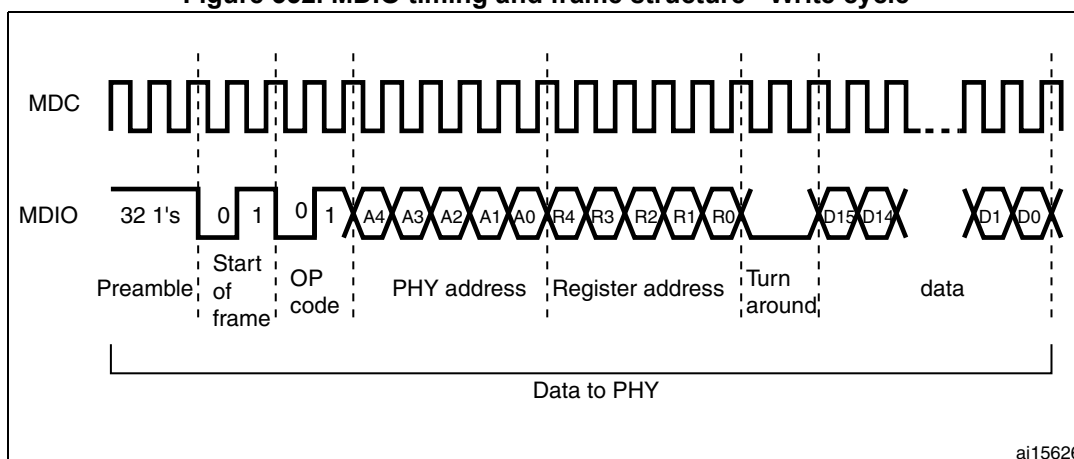 Figure 352. MDIO timing and frame structure - Write cycle
MDC
MDIO
32 1's 0 1 0 1 A4 A3 A2 A1 A0 R4 R3 R2 R1 R0 D15 D14 D1 D0
Preamble
Start
of
frame
OP
code
PHY address
Register address
Turn
around
data
Data to PHY
ai15626